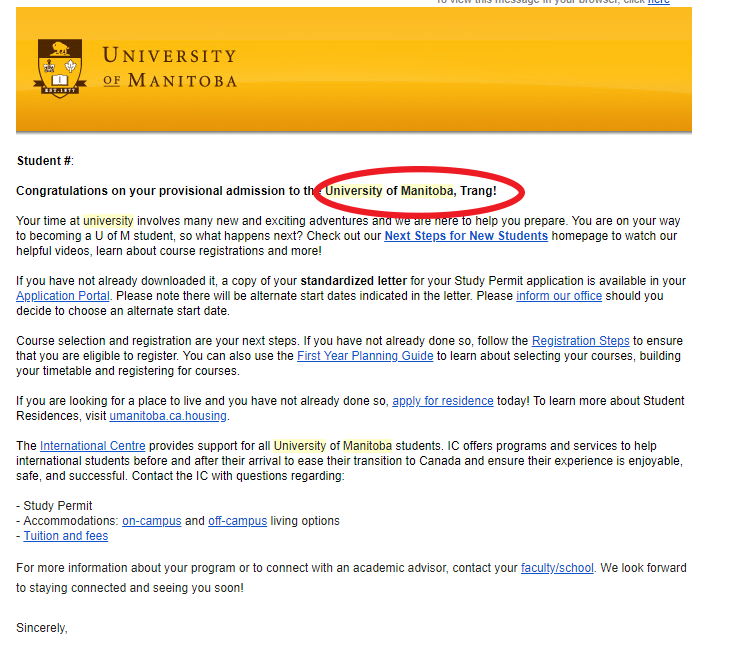 To view this message in your browser, click here
UNIVERSITY
OF MANITOBA
EST. 1877
Student #:
Congratulations on your provisional admission to the University of Manitoba, Trang!
Your time at university involves many new and exciting adventures and we are here to help you prepare. You are on your way
to becoming a U of M student, so what happens next? Check out our Next Steps for New Students homepage to watch our
helpful videos, learn about course registrations and more!
If you have not already downloaded it, a copy of your standardized letter for your Study Permit application is available in your
Application Portal. Please note there will be alternate start dates indicated in the letter. Please inform our office should you
decide to choose an alternate start date.
Course selection and registration are your next steps. If you have not already done so, follow the Registration Steps to ensure
that you are eligible to register. You can also use the First Year Planning Guide to learn about selecting your courses, building
your timetable and registering for courses.
If you are looking for a place to live and you have not already done so, apply for residence today! To learn more about Student
Residences, visit umanitoba.ca.housing.
The International Centre provides support for all University of Manitoba students. IC offers programs and services to help
international students before and after their arrival to ease their transition to Canada and ensure their experience is enjoyable,
safe, and successful. Contact the IC with questions regarding:
- Study Permit
- Accommodations: on-campus and off-campus living options
- Tuition and fees
For more information about your program or to connect with an academic advisor, contact your faculty/school. We look forward
to staying connected and seeing you soon!
Sincerely,